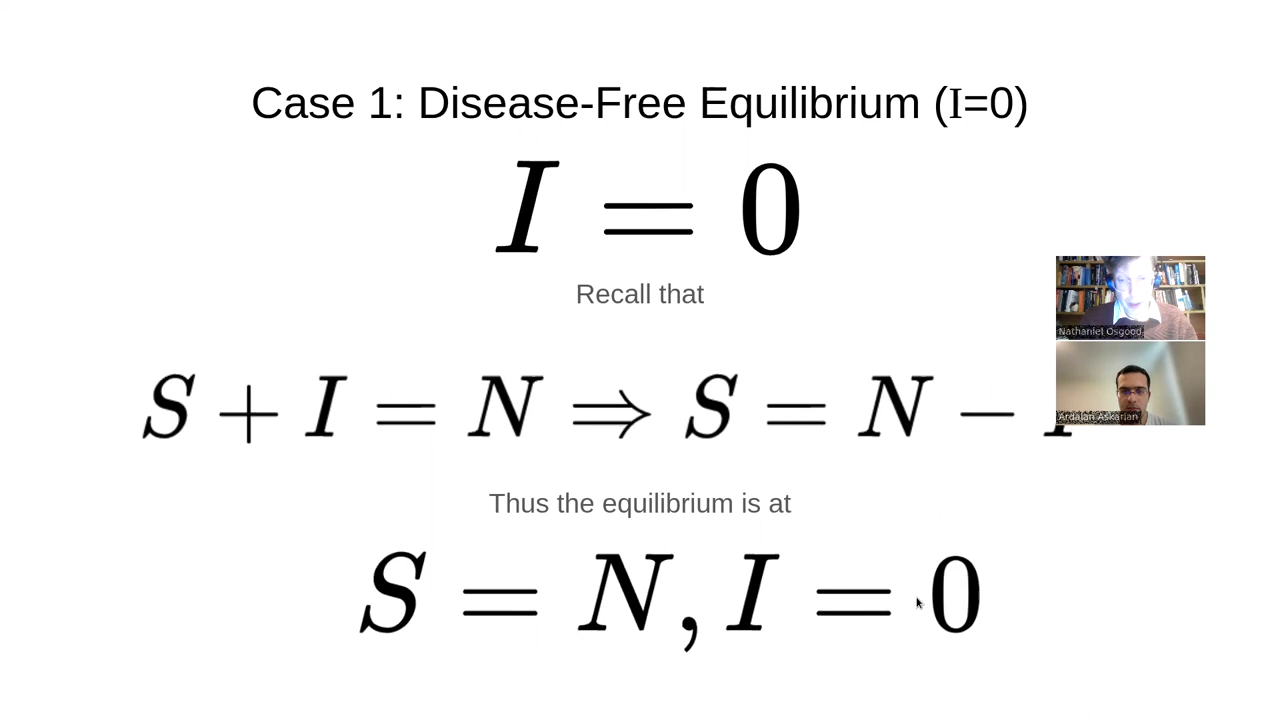 Case 1: Disease-Free Equilibrium (I=0)
I = 0
Recall that
S + I = N ⇒ S = N − I
Nathaniel Osgood
Ardalan Askarian
Thus the equilibrium is at
S = N, I = 0